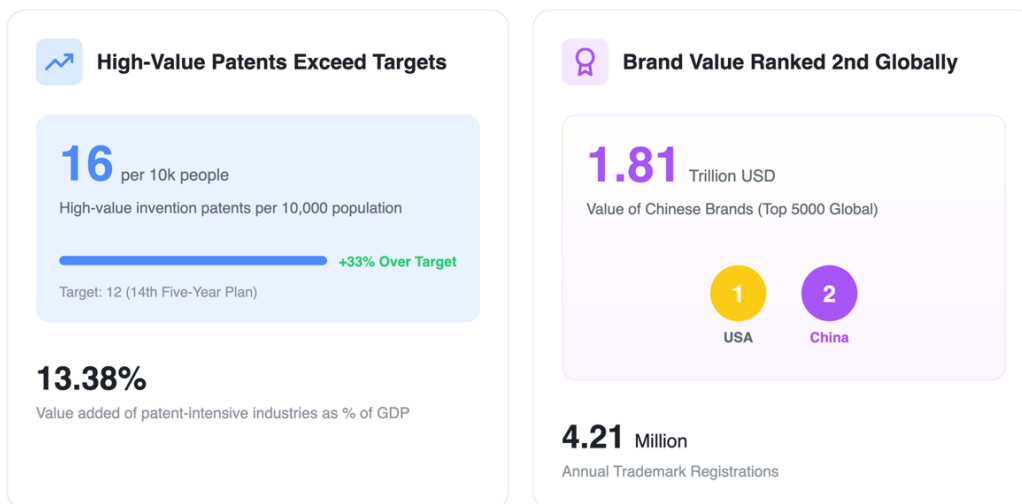 High-Value Patents Exceed Targets
16 per 10k people
High-value invention patents per 10,000 population
+33% Over Target
Target: 12 (14th Five-Year Plan)
13.38%
Value added of patent-intensive industries as % of GDP
Brand Value Ranked 2nd Globally
1.81 Trillion USD
Value of Chinese Brands (Top 5000 Global)
1 2
USA China
4.21 Million
Annual Trademark Registrations